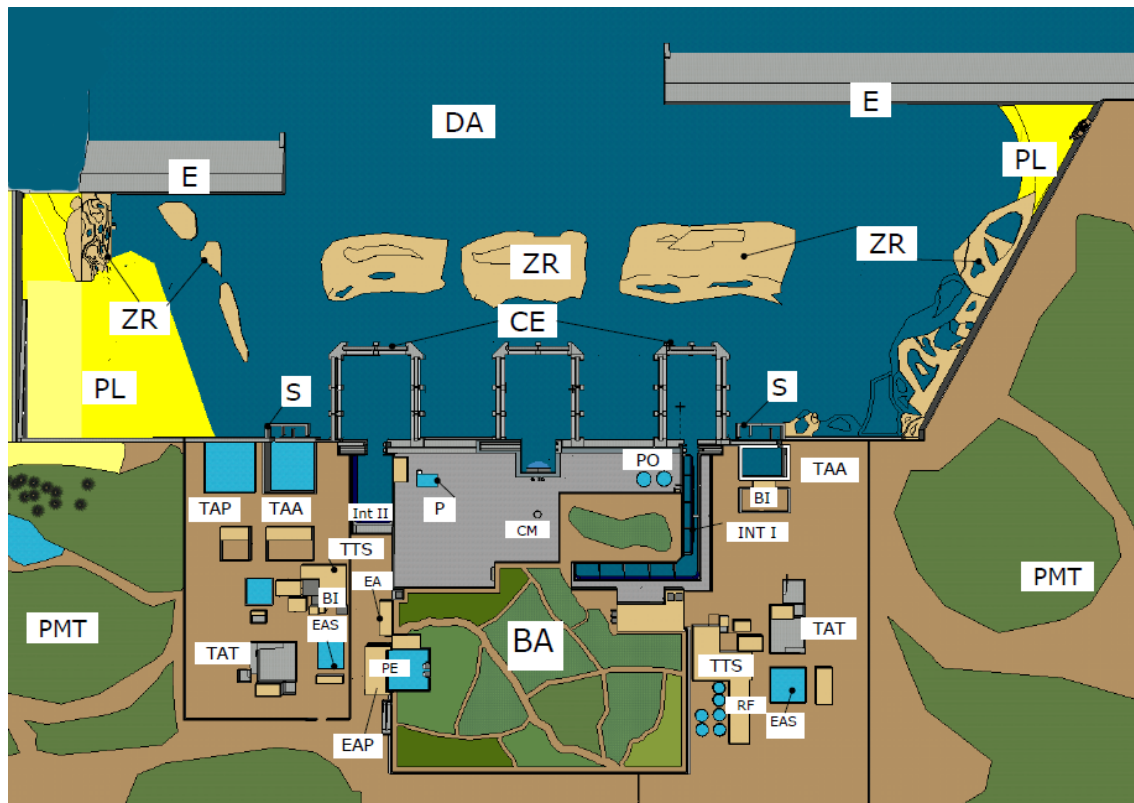 E
DA
PL
E
ZR
ZR
ZR
CE
PL
S
S
PO
TAA
P
BI
TAP
TAA
Int II
CM
INT I
TTS
EA
BI
PMT
EAS
PMT
BA
TAT
TAT
PE
TTS
RF
EAS
EAP